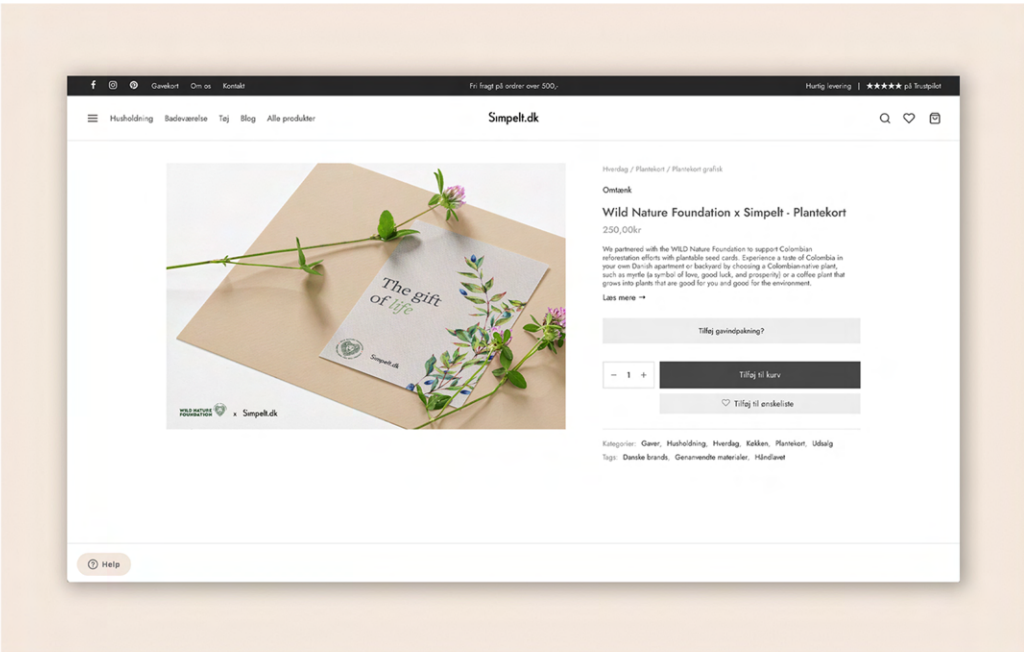 Gavekort Om os Kontakt
Fri fragt på ordrer over 500,-
Hurtig levering | ★★★★★ på Trustpilot
Husholdning Badeværelse Tøj Blog Alle produkter
Simpelt.dk
The gift
of life
Simpelt.dk
WILD NATURE
FOUNDATION x Simpelt.dk
Hverdag / Plantekort / Plantekort grafisk
Omtænk
Wild Nature Foundation x Simpelt - Plantekort
250,00kr
We partnered with the WILD Nature Foundation to support Colombian
reforestation efforts with plantable seed cards. Experience a taste of Colombia in
your own Danish apartment or backyard by choosing a Colombian-native plant,
such as myrtle (a symbol of love, good luck, and prosperity) or a coffee plant that
grows into plants that are good for you and good for the environment.
Læs mere →
Tilføj gavindpakning?
− 1 +
Tilføj til kurv
Tilføj til ønskeliste
Kategorier: Gaver, Husholdning, Hverdag, Køkken, Plantekort, Udsalg
Tags: Danske brands, Genanvendte materialer, Håndlavet
Help